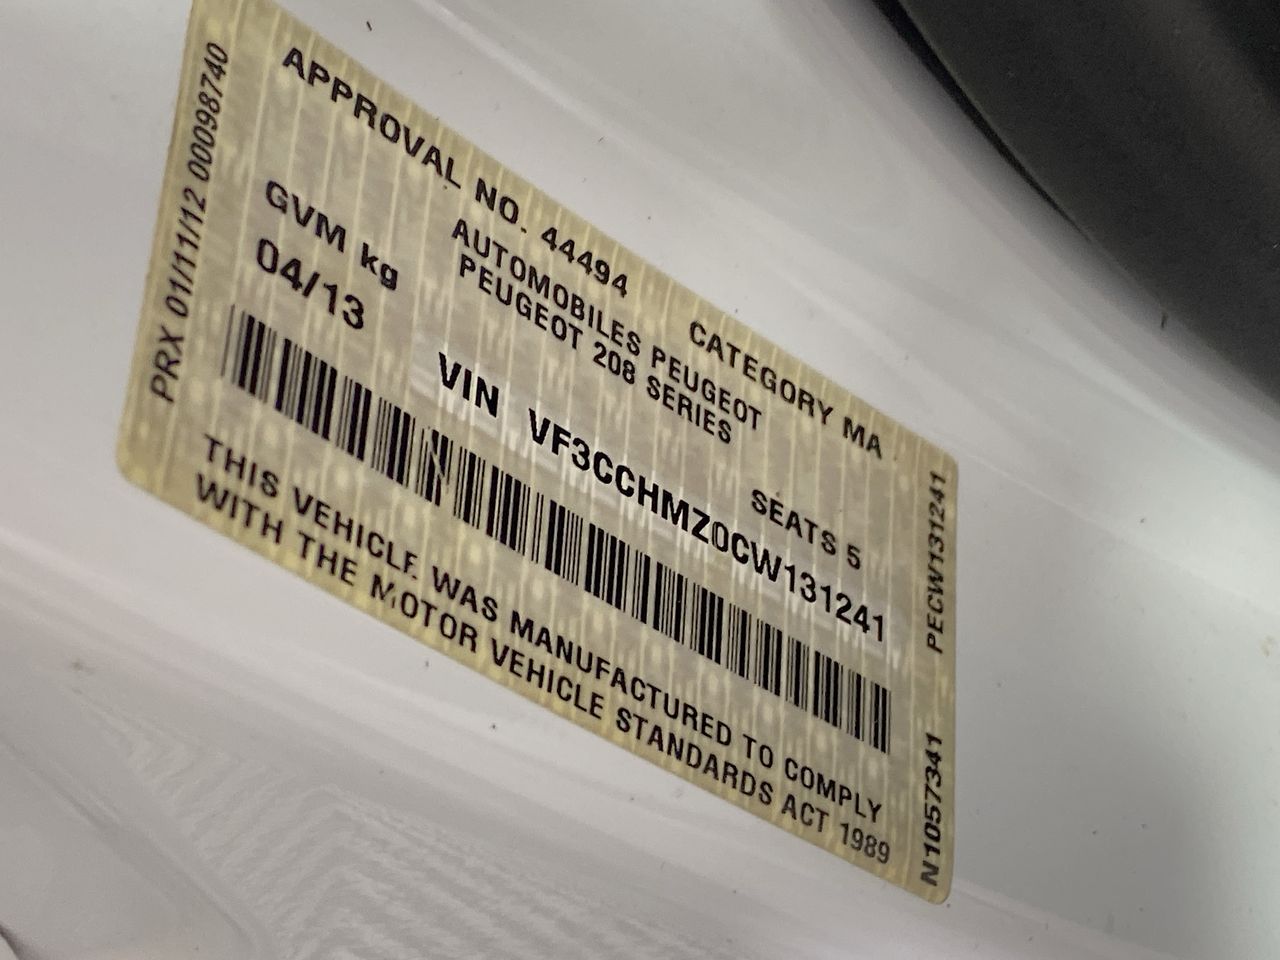 APPROVAL NO. 44494 CATEGORY MA
AUTOMOBILES PEUGEOT
GVM kg PEUGEOT 208 SERIES
04/13 SEATS 5
VIN VF3CCHMZ0CW131241
THIS VEHICLE WAS MANUFACTURED TO COMPLY
WITH THE MOTOR VEHICLE STANDARDS ACT 1989
PRX 01/11/12 00098740
N1057341 PECW131241